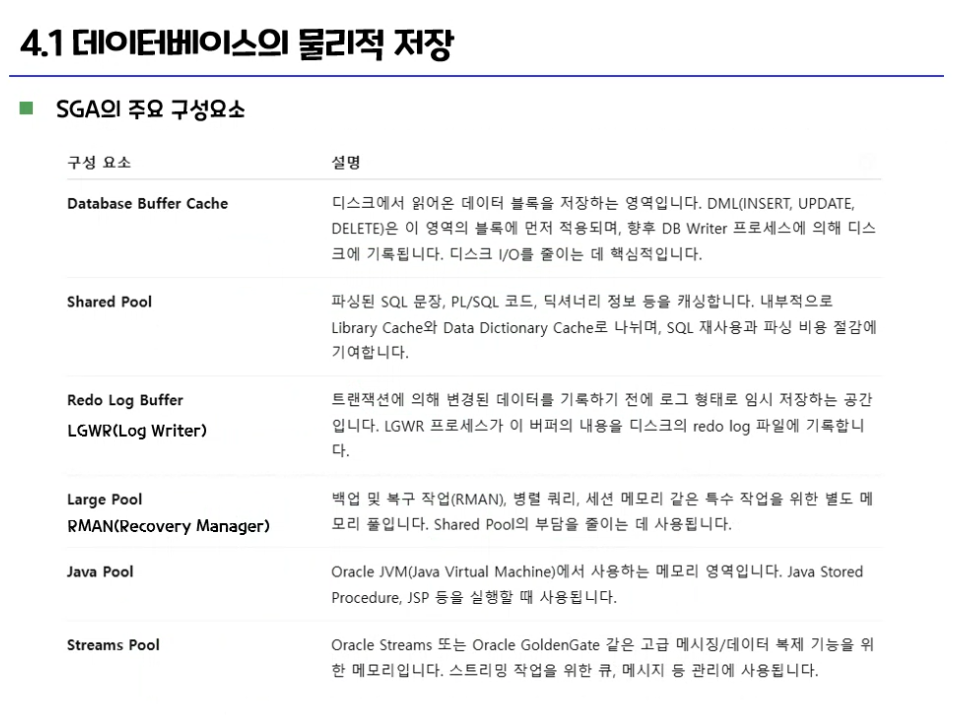 4.1 데이터베이스의 물리적 저장
SGA의 주요 구성요소
구성 요소 설명
Database Buffer Cache 디스크에서 읽어온 데이터 블록을 저장하는 영역입니다. DML(INSERT, UPDATE,
DELETE)은 이 영역의 블록에 먼저 적용되며, 향후 DB Writer 프로세스에 의해 디스
크에 기록됩니다. 디스크 I/O를 줄이는 데 핵심적입니다.
Shared Pool 파싱된 SQL 문장, PL/SQL 코드, 딕셔너리 정보 등을 캐싱합니다. 내부적으로
Library Cache와 Data Dictionary Cache로 나뉘며, SQL 재사용과 파싱 비용 절감에
기여합니다.
Redo Log Buffer 트랜잭션에 의해 변경된 데이터를 기록하기 전에 로그 형태로 임시 저장하는 공간
LGWR(Log Writer) 입니다. LGWR 프로세스가 이 버퍼의 내용을 디스크의 redo log 파일에 기록합니
다.
Large Pool 백업 및 복구 작업(RMAN), 병렬 쿼리, 세션 메모리 같은 특수 작업을 위한 별도 메
RMAN(Recovery Manager) 모리 풀입니다. Shared Pool의 부담을 줄이는 데 사용됩니다.
Java Pool Oracle JVM(Java Virtual Machine)에서 사용하는 메모리 영역입니다. Java Stored
Procedure, JSP 등을 실행할 때 사용됩니다.
Streams Pool Oracle Streams 또는 Oracle GoldenGate 같은 고급 메시징/데이터 복제 기능을 위
한 메모리입니다. 스트리밍 작업을 위한 큐, 메시지 등 관리에 사용됩니다.